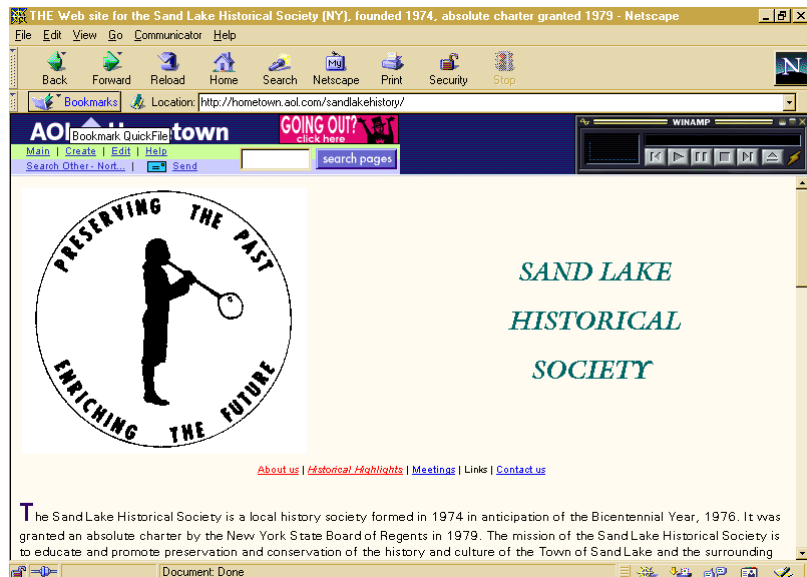 THE Web site for the Sand Lake Historical Society (NY), founded 1974, absolute charter granted 1979 - Netscape
File Edit View Go Communicator Help
My
Back Forward Reload Home Search Netscape Print Security Stop
N
Bookmarks Location: http://hometown.aol.com/sandlakehistory/
AOL Hometown
Bookmark QuickFile
GOING OUT?
click here
WINAMP
Main | Create | Edit | Help
search pages
Search Other - Nort... | Send
PRESERVING THE PAST
ENRICHING THE FUTURE
SAND LAKE
HISTORICAL
SOCIETY
About us | Historical Highlights | Meetings | Links | Contact us
The Sand Lake Historical Society is a local history society formed in 1974 in anticipation of the Bicentennial Year, 1976. It was
granted an absolute charter by the New York State Board of Regents in 1979. The mission of the Sand Lake Historical Society is
to educate and promote preservation and conservation of the history and culture of the Town of Sand Lake and the surrounding
Document: Done